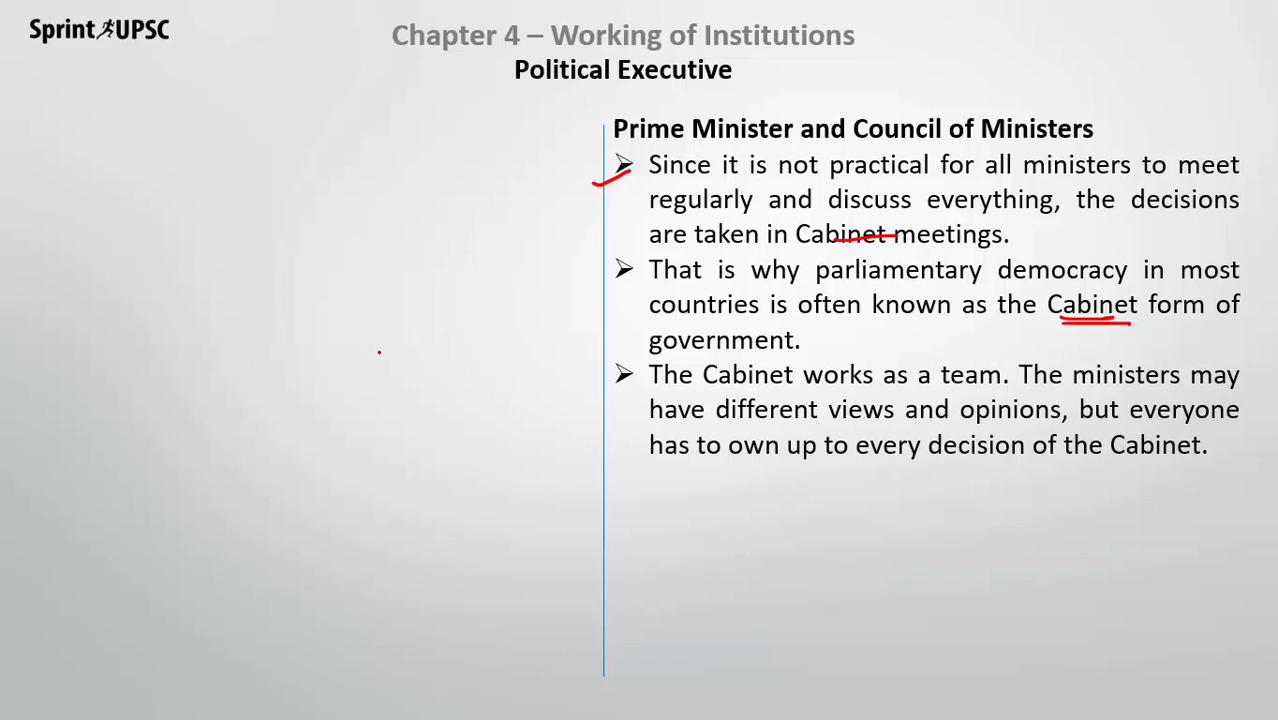 Sprint UPSC
Chapter 4 – Working of Institutions
Political Executive
Prime Minister and Council of Ministers
➢ Since it is not practical for all ministers to meet
regularly and discuss everything, the decisions
are taken in Cabinet meetings.
➢ That is why parliamentary democracy in most
countries is often known as the Cabinet form of
government.
➢ The Cabinet works as a team. The ministers may
have different views and opinions, but everyone
has to own up to every decision of the Cabinet.